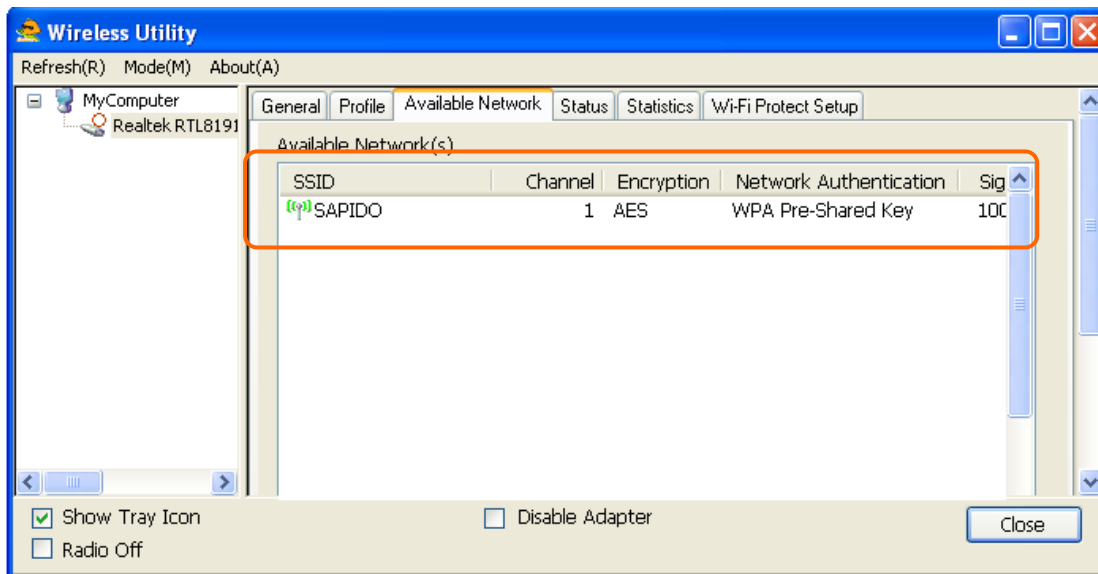 Wireless Utility
Refresh(R) Mode(M) About(A)
MyComputer
Realtek RTL8191
General Profile Available Network Status Statistics Wi-Fi Protect Setup
Available Network(s)
SSID Channel Encryption Network Authentication Sig
SAPIDO 1 AES WPA Pre-Shared Key 100
Show Tray Icon Disable Adapter Close
Radio Off